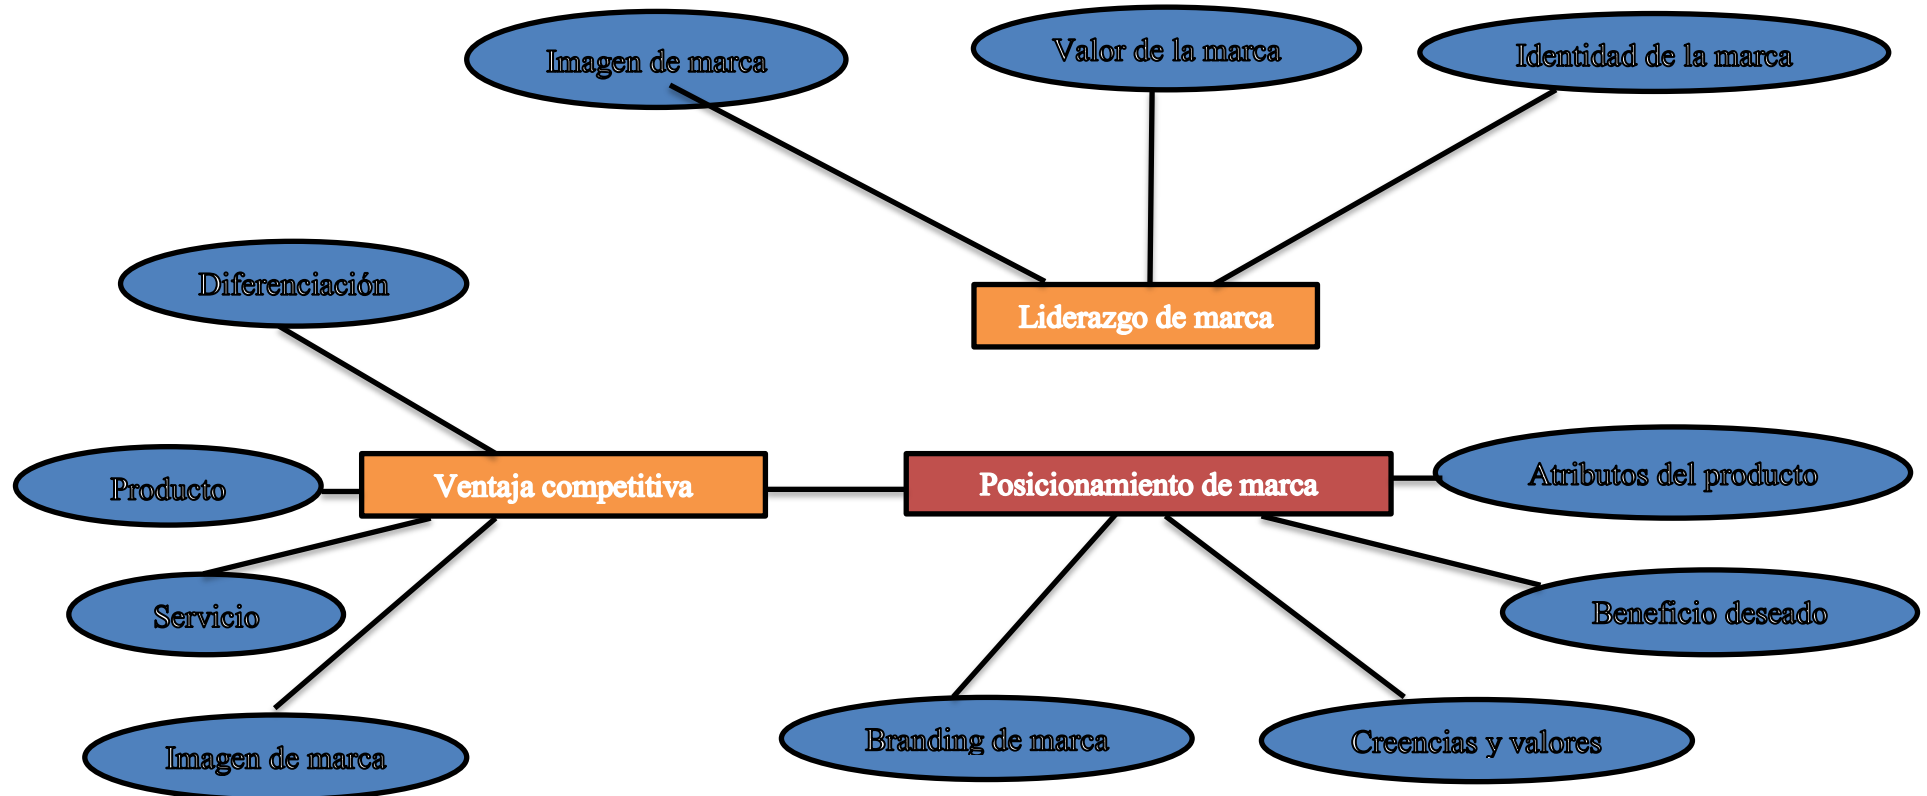 Imagen de marca
Valor de la marca
Identidad de la marca
Diferenciación
Liderazgo de marca
Producto
Ventaja competitiva
Posicionamiento de marca
Atributos del producto
Servicio
Beneficio deseado
Imagen de marca
Branding de marca
Creencias y valores